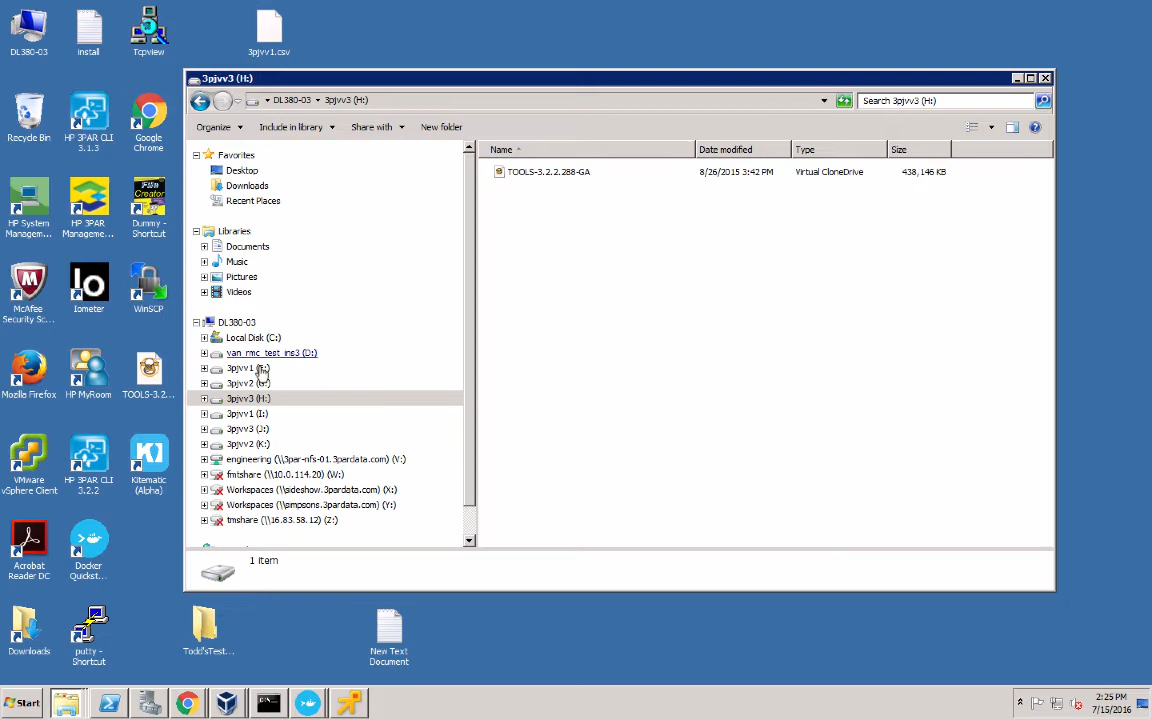 DL380-03
install
Tcpview
3pjvv1.csv
Recycle Bin
HP 3PAR CLI
3.1.3
Google
Chrome
HP System
Managem...
HP 3PAR
Manageme...
Dummy -
Shortcut
McAfee
Security Sc...
Io
Iometer
WinSCP
Mozilla Firefox
HP MyRoom
TOOLS-3.2...
VMware
vSphere Client
HP 3PAR CLI
3.2.2
Kitematic
(Alpha)
Acrobat
Reader DC
Docker
Quickst...
Downloads
putty -
Shortcut
Todd'sTest...
New Text
Document
3pjvv3 (H:)
DL380-03
3pjvv3 (H:)
Search 3pjvv3 (H:)
Organize
Include in library
Share with
New folder
Favorites
Desktop
Downloads
Recent Places
Libraries
Documents
Music
Pictures
Videos
DL380-03
Local Disk (C:)
van_rmc_test_ins3 (D:)
3pjvv1
3pjvv2
3pjvv3 (H:)
3pjvv1 (I:)
3pjvv3 (J:)
3pjvv2 (K:)
engineering (\\3par-nfs-01.3pardata.com) (V:)
fmtshare (\\10.0.114.20) (W:)
Workspaces (\\sideshow.3pardata.com) (X:)
Workspaces (\\simpsons.3pardata.com) (Y:)
tmshare (\\16.83.58.12) (Z:)
Name
Date modified
Type
Size
TOOLS-3.2.2.288-GA
8/26/2015 3:42 PM
Virtual CloneDrive
438,146 KB
1 item
Start
2:25 PM
7/15/2016